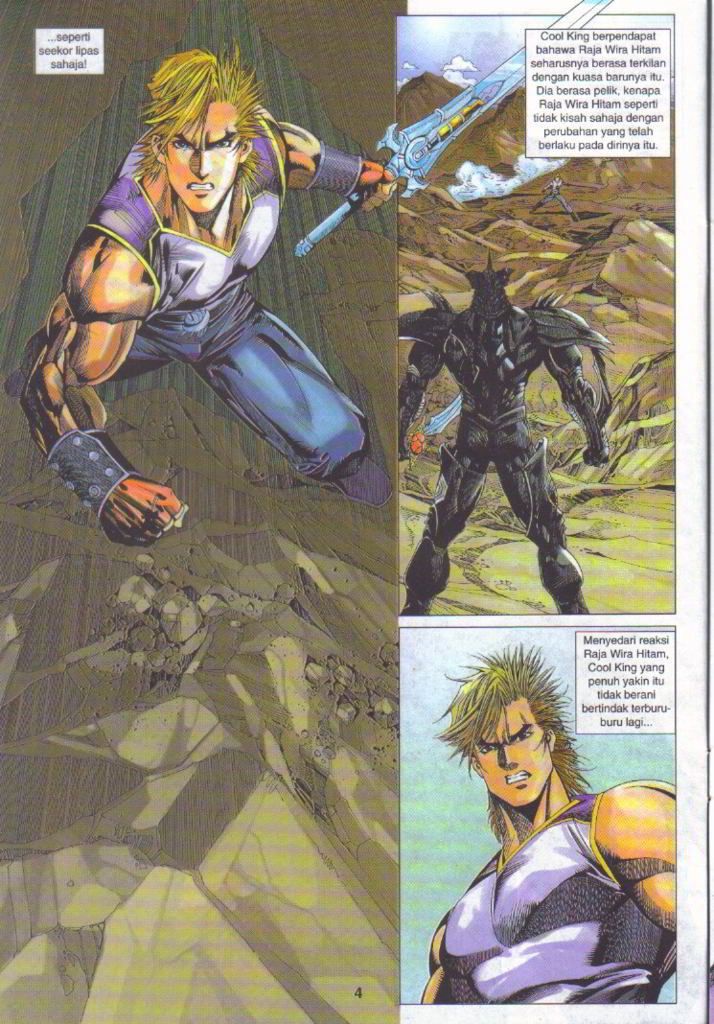 ...seperti
seekor lipas
sahaja!
Cool King berpendapat
bahawa Raja Wira Hitam
seharusnya berasa terkilan
dengan kuasa barunya itu.
Dia berasa pelik, kenapa
Raja Wira Hitam seperti
tidak kisah sahaja dengan
perubahan yang telah
berlaku pada dirinya itu.
Menyedari reaksi
Raja Wira Hitam,
Cool King yang
penuh yakin itu
tidak berani
bertindak terburu-
buru lagi...
4